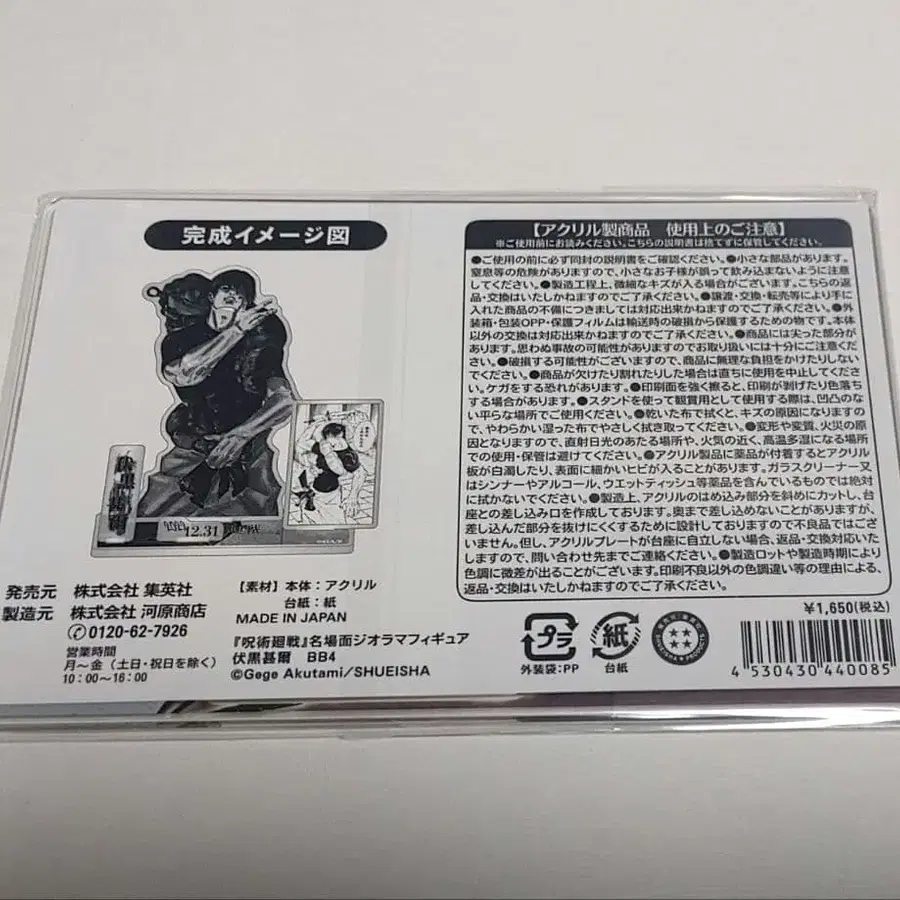 完成イメージ図
12.31
発売元 株式会社 集英社
製造元 株式会社 河原商店
0120-62-7926
営業時間
月〜金（土日・祝日を除く）
10：00〜16：00
【素材】本体：アクリル
台紙：紙
MADE IN JAPAN
『呪術廻戦』名場面ジオラマフィギュア
伏黒甚爾 BB4
©Gege Akutami/SHUEISHA
【アクリル製商品 使用上のご注意】
※ご使用前にお読みください。こちらの説明書は捨てずに保管してください。
●ご使用の前に必ず同封の説明書をご確認ください。●小さな部品があります。
窒息等の危険がありますので、小さなお子様が誤って飲み込まないように注意
してください。●製造工程上、微細なキズが入る場合がございます。こちらの返
品・交換はいたしかねますのでご了承ください。●譲渡・交換・転売等により手に
入れた商品の不備につきましては対応出来かねますのでご了承ください。●外
装箱・包装OPP・保護フィルムは輸送時の破損から保護するための物です。本体
以外の交換は対応出来かねますのでご了承ください。●商品には尖った部分が
あります。思わぬ事故の可能性がありますのでお取り扱いには十分にご注意くださ
い。●破損する可能性がございますので、商品に無理な負担をかけたりしない
でください。●商品が欠けたり割れたりした場合は直ちに使用を中止してくださ
い。ケガをする恐れがあります。●印刷面を強く擦ると、印刷が剥げたり色落ち
する場合があります。●スタンドを使って観賞用として使用する際は、凹凸のな
い平らな場所でご使用ください。●乾いた布で拭くと、キズの原因になりますの
で、やわらかい湿った布でやさしく拭き取ってください。●変形や変質、火災の原
因となりますので、直射日光のあたる場所や、火気の近く、高温多湿になる場所
での使用・保管は避けてください。●アクリル製品に薬品が付着するとアクリル
板が白濁したり、表面に細かいヒビが入ることがあります。ガラスクリーナー又
はシンナーやアルコール、ウエットティッシュ等薬品を含んでいるものでは絶対
に拭かないでください。●製造上、アクリルのはめ込み部分を斜めにカットし、台
座との差し込み口を作成しております。奥まで差し込めないことがありますが、
差し込んだ部分を抜けにくくするために設計しておりますので不良品ではござ
いません。但し、アクリルプレートが台座に自立しない場合、返品・交換対応いた
しますので、問い合わせ先までご連絡ください。●製造ロットや製造時期により
色調に微差が出ることがございます。印刷不良以外の色調違い等の理由による、
返品・交換はいたしかねますのでご了承ください。
¥1,650(税込)
プラ
外装袋：PP
紙
台紙
4 530430 440085